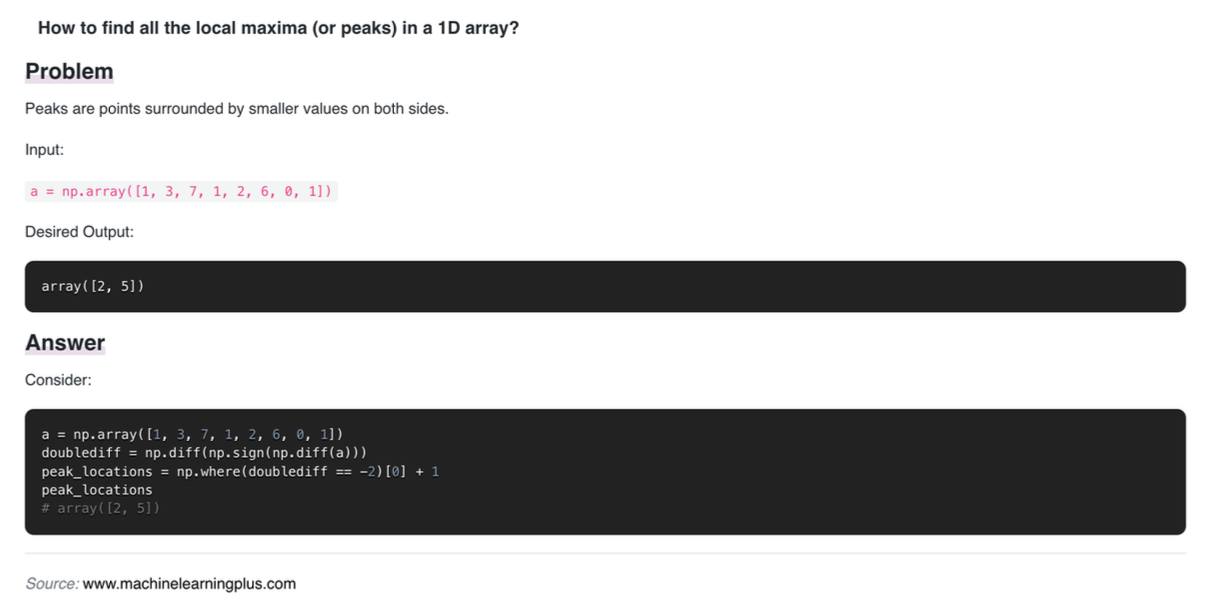 How to find all the local maxima (or peaks) in a 1D array?
Problem
Peaks are points surrounded by smaller values on both sides.
Input:
a = np.array([1, 3, 7, 1, 2, 6, 0, 1])
Desired Output:
array([2, 5])
Answer
Consider:
a = np.array([1, 3, 7, 1, 2, 6, 0, 1])
doublediff = np.diff(np.sign(np.diff(a)))
peak_locations = np.where(doublediff == -2)[0] + 1
peak_locations
# array([2, 5])
Source: www.machinelearningplus.com